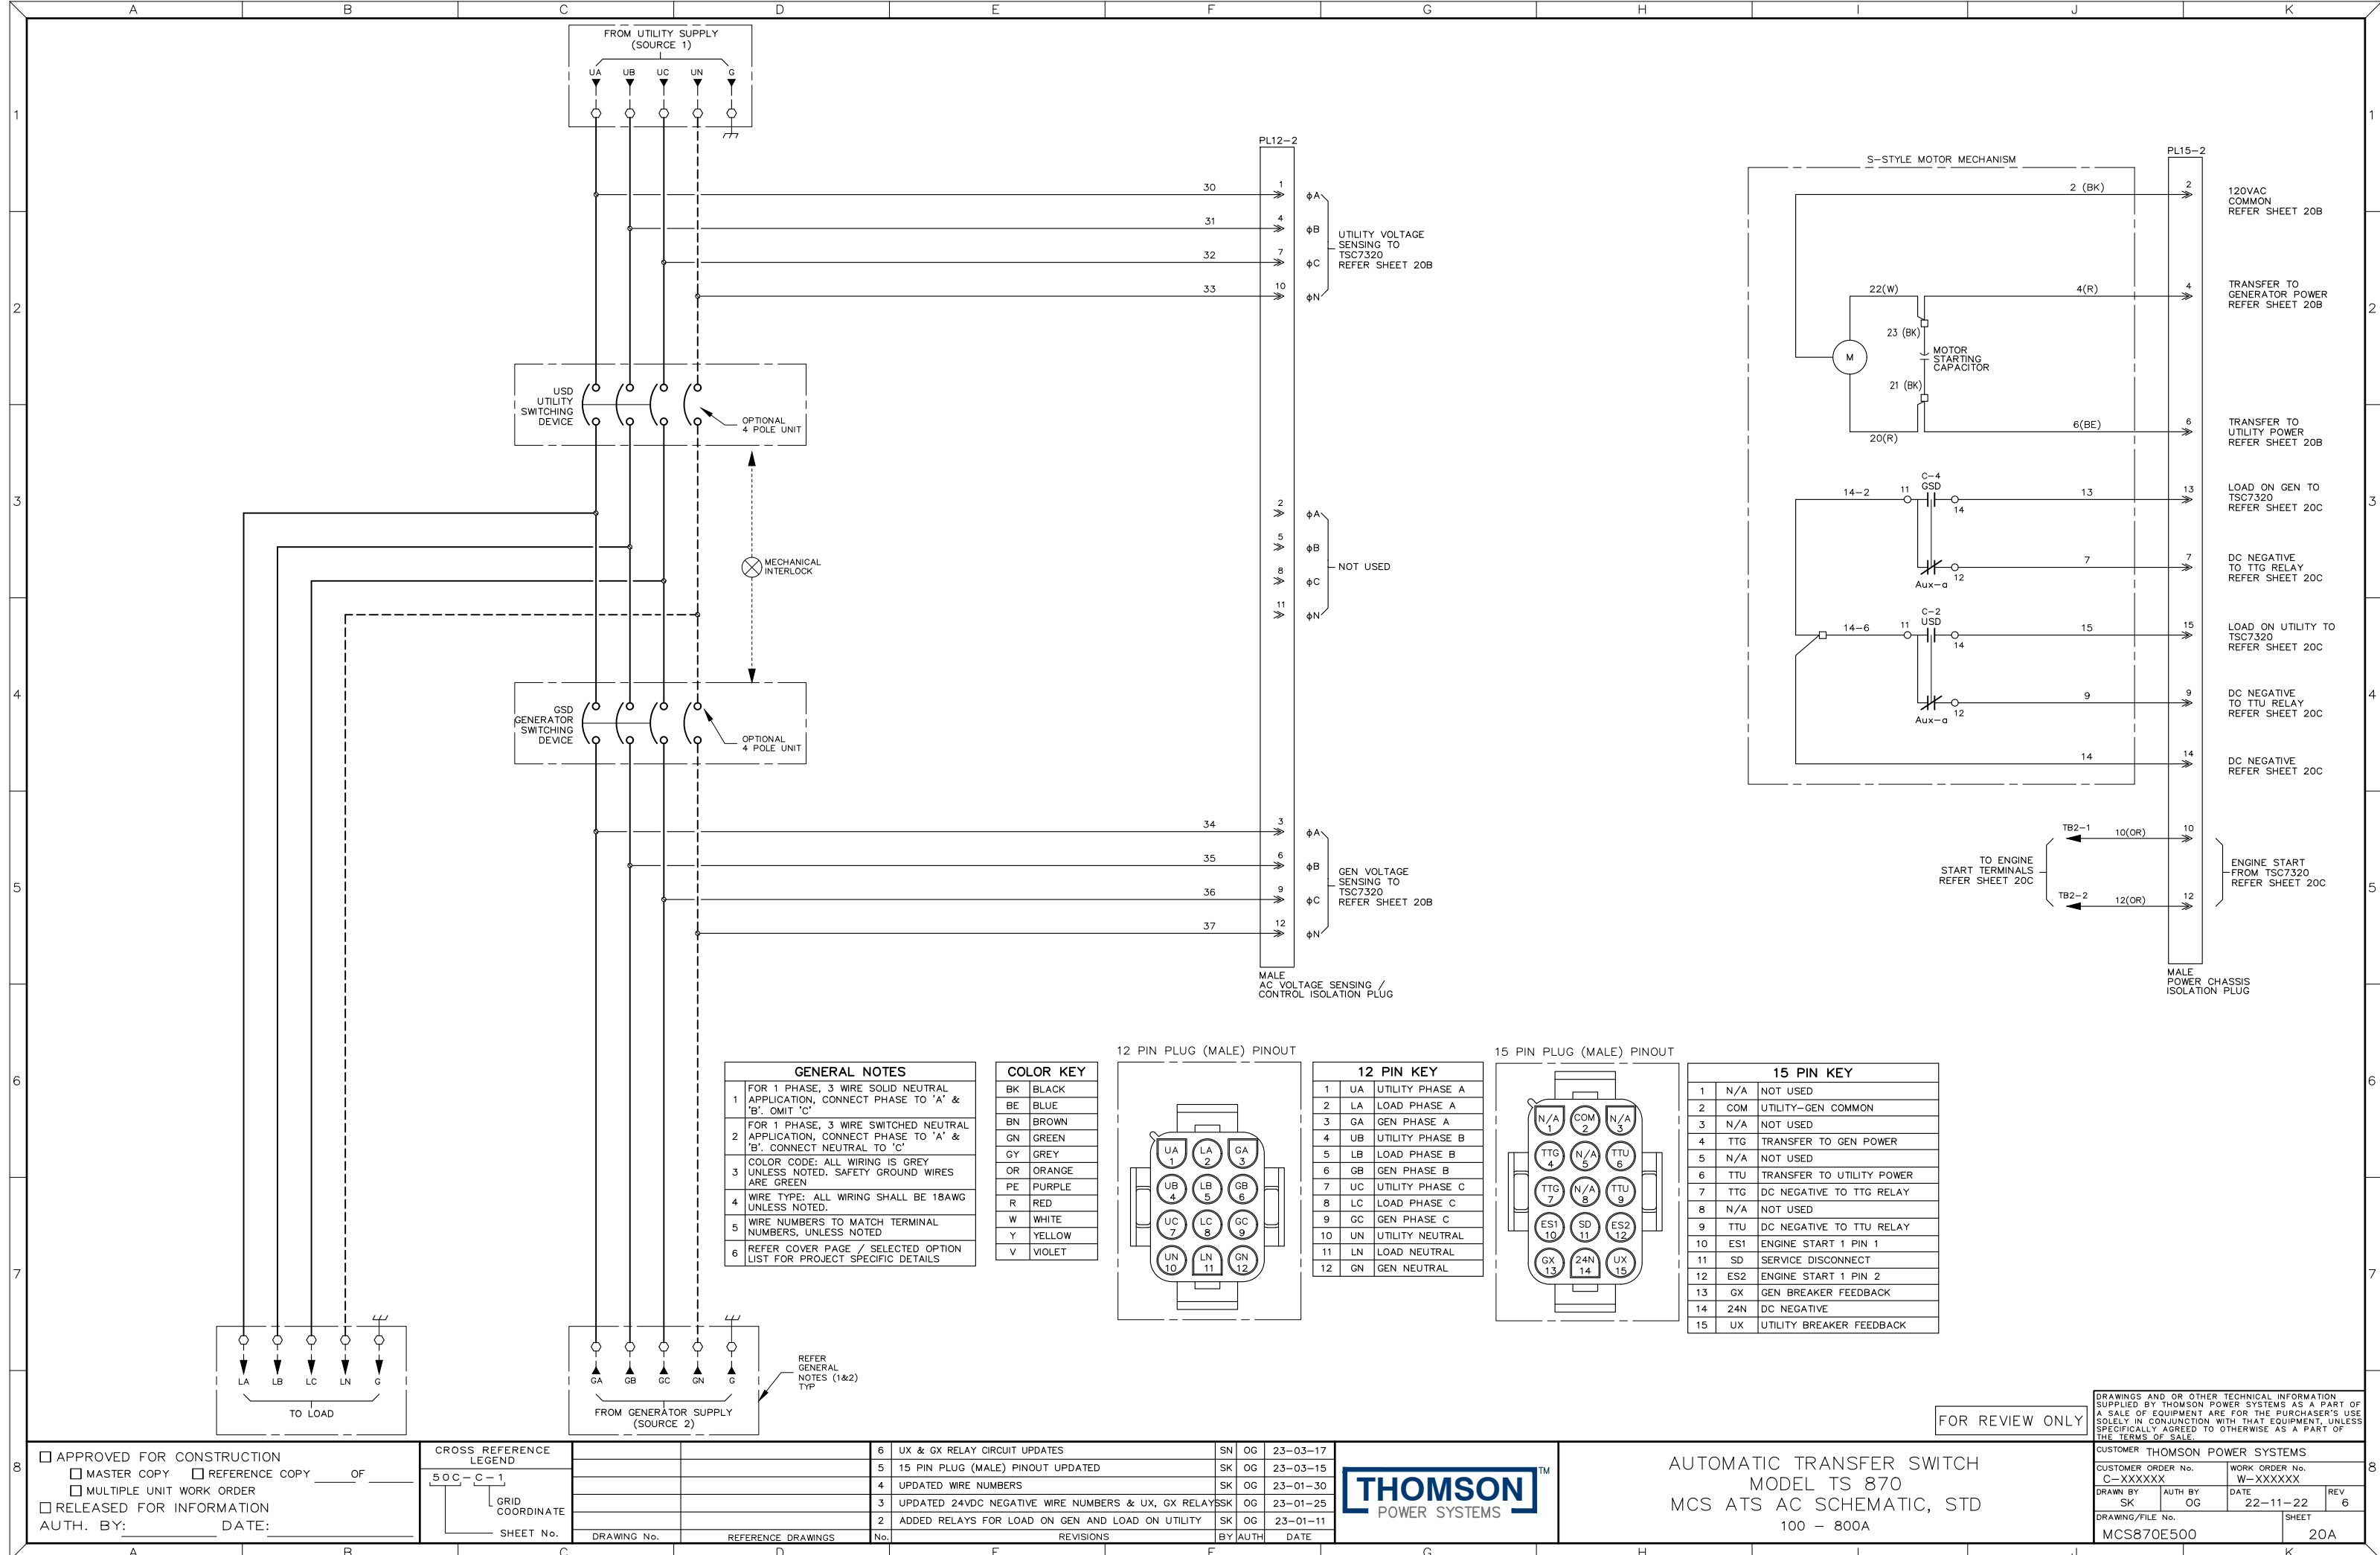 A B C D E F G H I J K
1
2
3
4
5
6
7
8
FROM UTILITY SUPPLY
(SOURCE 1)
UA UB UC UN G
USD
UTILITY
SWITCHING
DEVICE
OPTIONAL
4 POLE UNIT
MECHANICAL
INTERLOCK
GSD
GENERATOR
SWITCHING
DEVICE
OPTIONAL
4 POLE UNIT
LA LB LC LN G
TO LOAD
GA GB GC GN G
FROM GENERATOR SUPPLY
(SOURCE 2)
REFER
GENERAL
NOTES (1&2)
TYP
PL12-2
30 1 ϕA
31 4 ϕB
32 7 ϕC
33 10 ϕN
UTILITY VOLTAGE
SENSING TO
TSC7320
REFER SHEET 20B
2 ϕA
5 ϕB
8 ϕC
11 ϕN
NOT USED
34 3 ϕA
35 6 ϕB
36 9 ϕC
37 12 ϕN
GEN VOLTAGE
SENSING TO
TSC7320
REFER SHEET 20B
MALE
AC VOLTAGE SENSING /
CONTROL ISOLATION PLUG
S-STYLE MOTOR MECHANISM
PL15-2
2 (BK) 2
120VAC
COMMON
REFER SHEET 20B
22(W) 4(R) 4
TRANSFER TO
GENERATOR POWER
REFER SHEET 20B
23 (BK)
M
MOTOR
STARTING
CAPACITOR
21 (BK)
20(R) 6(BE) 6
TRANSFER TO
UTILITY POWER
REFER SHEET 20B
C-4
GSD
14-2 11 14 13 13
LOAD ON GEN TO
TSC7320
REFER SHEET 20C
Aux-a 12 7 7
DC NEGATIVE
TO TTG RELAY
REFER SHEET 20C
C-2
USD
14-6 11 14 15 15
LOAD ON UTILITY TO
TSC7320
REFER SHEET 20C
Aux-a 12 9 9
DC NEGATIVE
TO TTU RELAY
REFER SHEET 20C
14 14
DC NEGATIVE
REFER SHEET 20C
TB2-1 10(OR) 10
TO ENGINE
START TERMINALS
REFER SHEET 20C
TB2-2 12(OR) 12
ENGINE START
FROM TSC7320
REFER SHEET 20C
MALE
POWER CHASSIS
ISOLATION PLUG
GENERAL NOTES
1 FOR 1 PHASE, 3 WIRE SOLID NEUTRAL
APPLICATION, CONNECT PHASE TO 'A' &
'B'. OMIT 'C'
2 FOR 1 PHASE, 3 WIRE SWITCHED NEUTRAL
APPLICATION, CONNECT PHASE TO 'A' &
'B'. CONNECT NEUTRAL TO 'C'
3 COLOR CODE: ALL WIRING IS GREY
UNLESS NOTED. SAFETY GROUND WIRES
ARE GREEN
4 WIRE TYPE: ALL WIRING SHALL BE 18AWG
UNLESS NOTED.
5 WIRE NUMBERS TO MATCH TERMINAL
NUMBERS, UNLESS NOTED
6 REFER COVER PAGE / SELECTED OPTION
LIST FOR PROJECT SPECIFIC DETAILS
COLOR KEY
BK BLACK
BE BLUE
BN BROWN
GN GREEN
GY GREY
OR ORANGE
PE PURPLE
R RED
W WHITE
Y YELLOW
V VIOLET
12 PIN PLUG (MALE) PINOUT
UA 1 LA 2 GA 3
UB 4 LB 5 GB 6
UC 7 LC 8 GC 9
UN 10 LN 11 GN 12
12 PIN KEY
1 UA UTILITY PHASE A
2 LA LOAD PHASE A
3 GA GEN PHASE A
4 UB UTILITY PHASE B
5 LB LOAD PHASE B
6 GB GEN PHASE B
7 UC UTILITY PHASE C
8 LC LOAD PHASE C
9 GC GEN PHASE C
10 UN UTILITY NEUTRAL
11 LN LOAD NEUTRAL
12 GN GEN NEUTRAL
15 PIN PLUG (MALE) PINOUT
N/A 1 COM 2 N/A 3
TTG 4 N/A 5 TTU 6
TTG 7 N/A 8 TTU 9
ES1 10 SD 11 ES2 12
GX 13 24N 14 UX 15
15 PIN KEY
1 N/A NOT USED
2 COM UTILITY-GEN COMMON
3 N/A NOT USED
4 TTG TRANSFER TO GEN POWER
5 N/A NOT USED
6 TTU TRANSFER TO UTILITY POWER
7 TTG DC NEGATIVE TO TTG RELAY
8 N/A NOT USED
9 TTU DC NEGATIVE TO TTU RELAY
10 ES1 ENGINE START 1 PIN 1
11 SD SERVICE DISCONNECT
12 ES2 ENGINE START 1 PIN 2
13 GX GEN BREAKER FEEDBACK
14 24N DC NEGATIVE
15 UX UTILITY BREAKER FEEDBACK
FOR REVIEW ONLY
DRAWINGS AND OR OTHER TECHNICAL INFORMATION
SUPPLIED BY THOMSON POWER SYSTEMS AS A PART OF
A SALE OF EQUIPMENT ARE FOR THE PURCHASER'S USE
SOLELY IN CONJUNCTION WITH THAT EQUIPMENT, UNLESS
SPECIFICALLY AGREED TO OTHERWISE AS A PART OF
THE TERMS OF SALE.
APPROVED FOR CONSTRUCTION
MASTER COPY REFERENCE COPY ____ OF ____
MULTIPLE UNIT WORK ORDER
RELEASED FOR INFORMATION
AUTH. BY: DATE:
CROSS REFERENCE
LEGEND
50C-C-1
GRID
COORDINATE
SHEET No.
DRAWING No. REFERENCE DRAWINGS
6 UX & GX RELAY CIRCUIT UPDATES SN OG 23-03-17
5 15 PIN PLUG (MALE) PINOUT UPDATED SK OG 23-03-15
4 UPDATED WIRE NUMBERS SK OG 23-01-30
3 UPDATED 24VDC NEGATIVE WIRE NUMBERS & UX, GX RELAYS SK OG 23-01-25
2 ADDED RELAYS FOR LOAD ON GEN AND LOAD ON UTILITY SK OG 23-01-11
No. REVISIONS BY AUTH DATE
THOMSON TM
POWER SYSTEMS
AUTOMATIC TRANSFER SWITCH
MODEL TS 870
MCS ATS AC SCHEMATIC, STD
100 - 800A
CUSTOMER THOMSON POWER SYSTEMS
CUSTOMER ORDER No. WORK ORDER No.
C-XXXXXX W-XXXXXX
DRAWN BY AUTH BY DATE REV
SK OG 22-11-22 6
DRAWING/FILE No. SHEET
MCS870E500 20A
A B C D E F G H I J K